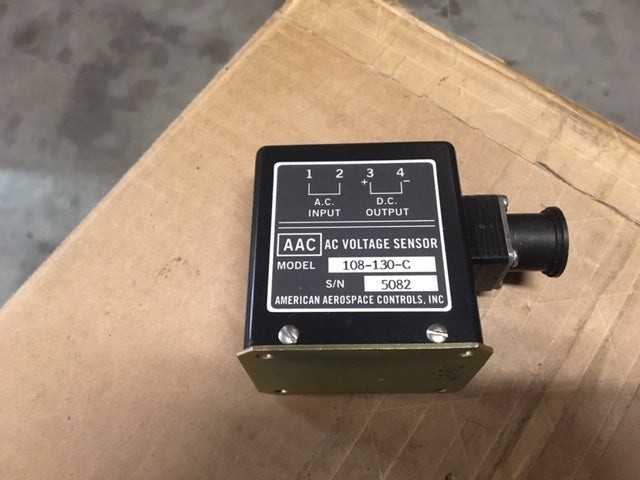 1 2 3 4
+ −
A.C. D.C.
INPUT OUTPUT
AAC AC VOLTAGE SENSOR
MODEL 108-130-C
S/N 5082
AMERICAN AEROSPACE CONTROLS, INC